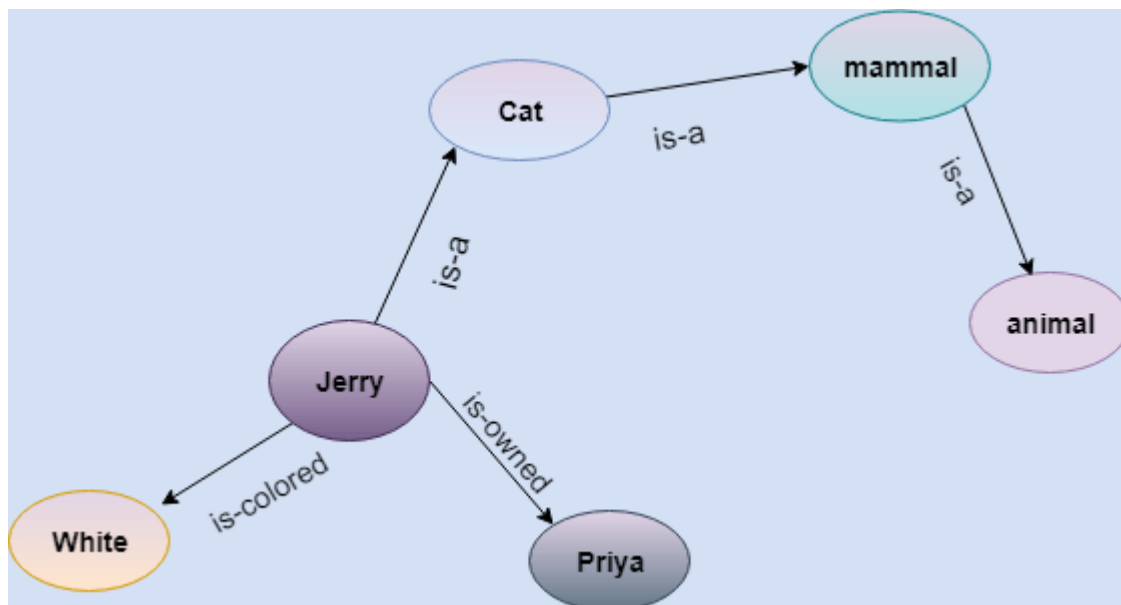 mammal
Cat
is-a
is-a
is-a
animal
Jerry
is-owned
is-colored
White
Priya